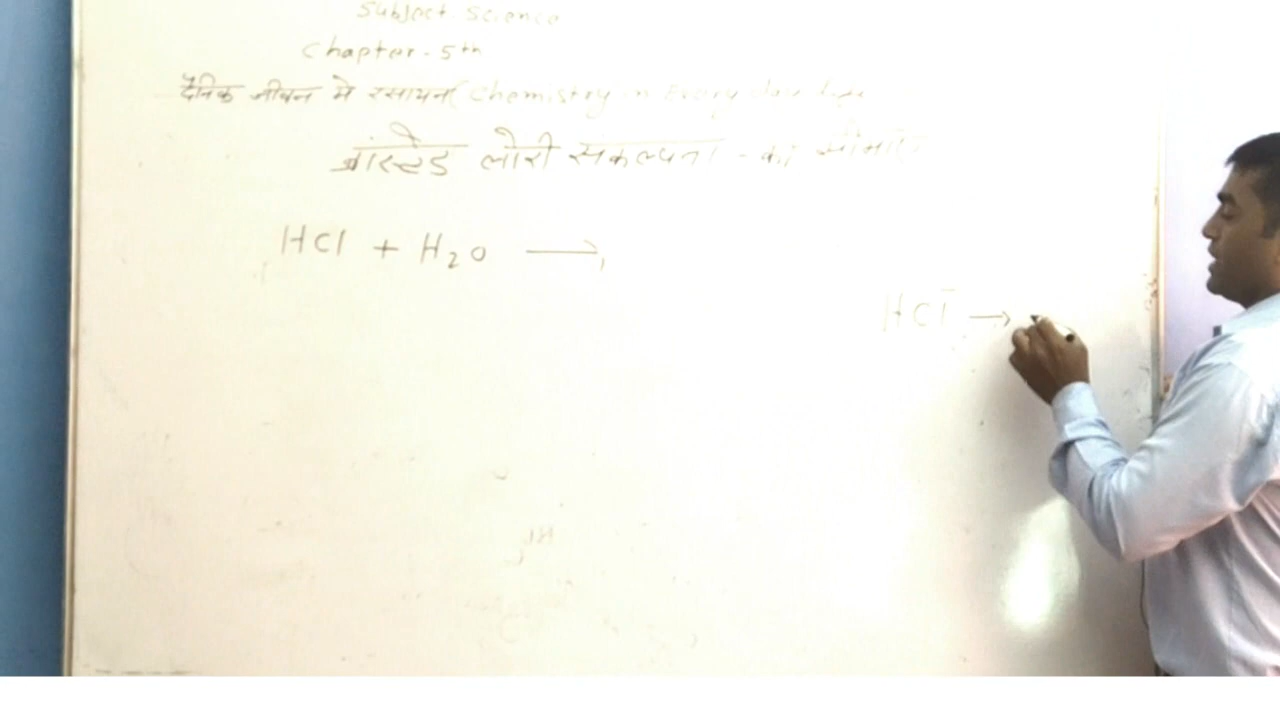 Subject Science
Chapter - 5th
दैनिक जीवन मे रसायन (Chemistry in Every day life
ब्रांस्टेड लोरी संकल्पना - की
HCl + H₂O ⟶
HCl →